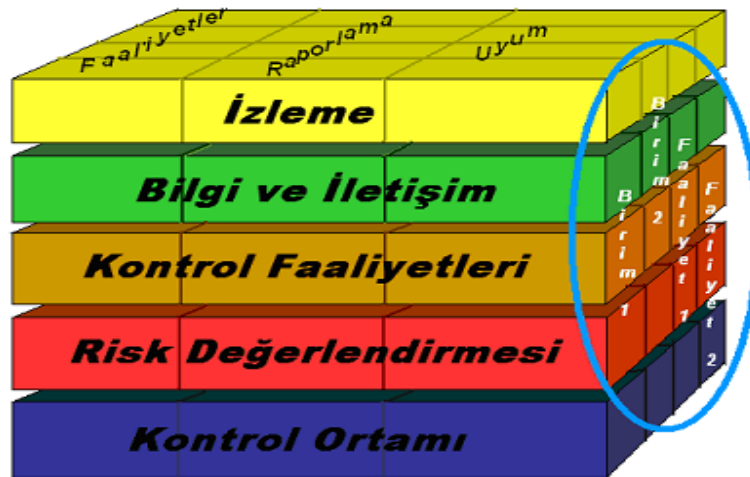 Faaliyetler
Raporlama
Uyum
İzleme
Bilgi ve İletişim
Kontrol Faaliyetleri
Risk Değerlendirmesi
Kontrol Ortamı
Birim 1
Birim 2
Faaliyet 1
Faaliyet 2